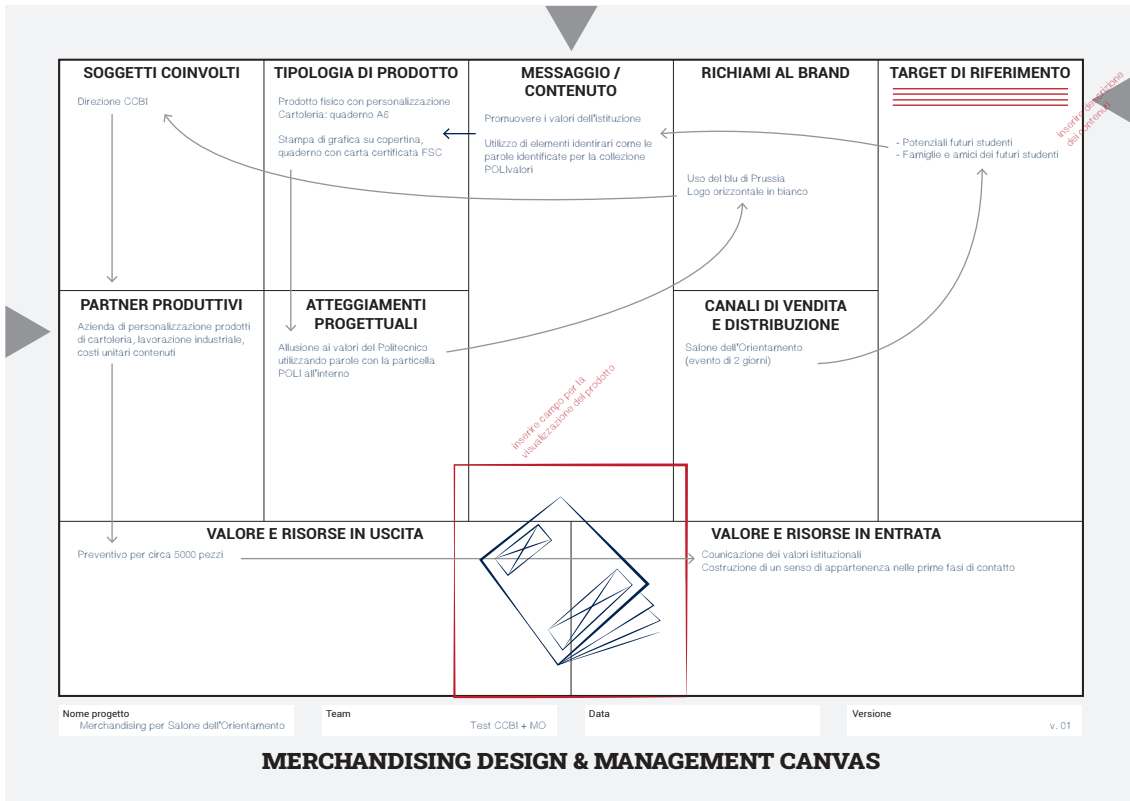 SOGGETTI COINVOLTI
Direzione CCBI
TIPOLOGIA DI PRODOTTO
Prodotto fisico con personalizzazione
Cartoleria: quaderno A6
Stampa di grafica su copertina,
quaderno con carta certificata FSC
MESSAGGIO /
CONTENUTO
Promuovere i valori dell'istituzione
Utilizzo di elementi identirari come le
parole identificate per la collezione
POLIvalori
RICHIAMI AL BRAND
Uso del blu di Prussia
Logo orizzontale in bianco
TARGET DI RIFERIMENTO
inserire descrizione
dei contenuti
- Potenziali futuri studenti
- Famiglie e amici dei futuri studenti
PARTNER PRODUTTIVI
Azienda di personalizzazione prodotti
di cartoleria, lavorazione industriale,
costi unitari contenuti
ATTEGGIAMENTI
PROGETTUALI
Allusione ai valori del Politecnico
utilizzando parole con la particella
POLI all'interno
CANALI DI VENDITA
E DISTRIBUZIONE
Salone dell'Orientamento
(evento di 2 giorni)
inserire campo per la
visualizzazione del prodotto
VALORE E RISORSE IN USCITA
Preventivo per circa 5000 pezzi
VALORE E RISORSE IN ENTRATA
Counicazione dei valori istituzionali
Costruzione di un senso di appartenenza nelle prime fasi di contatto
Nome progetto
Merchandising per Salone dell'Orientamento
Team
Test CCBI + MO
Data
Versione
v. 01
MERCHANDISING DESIGN & MANAGEMENT CANVAS